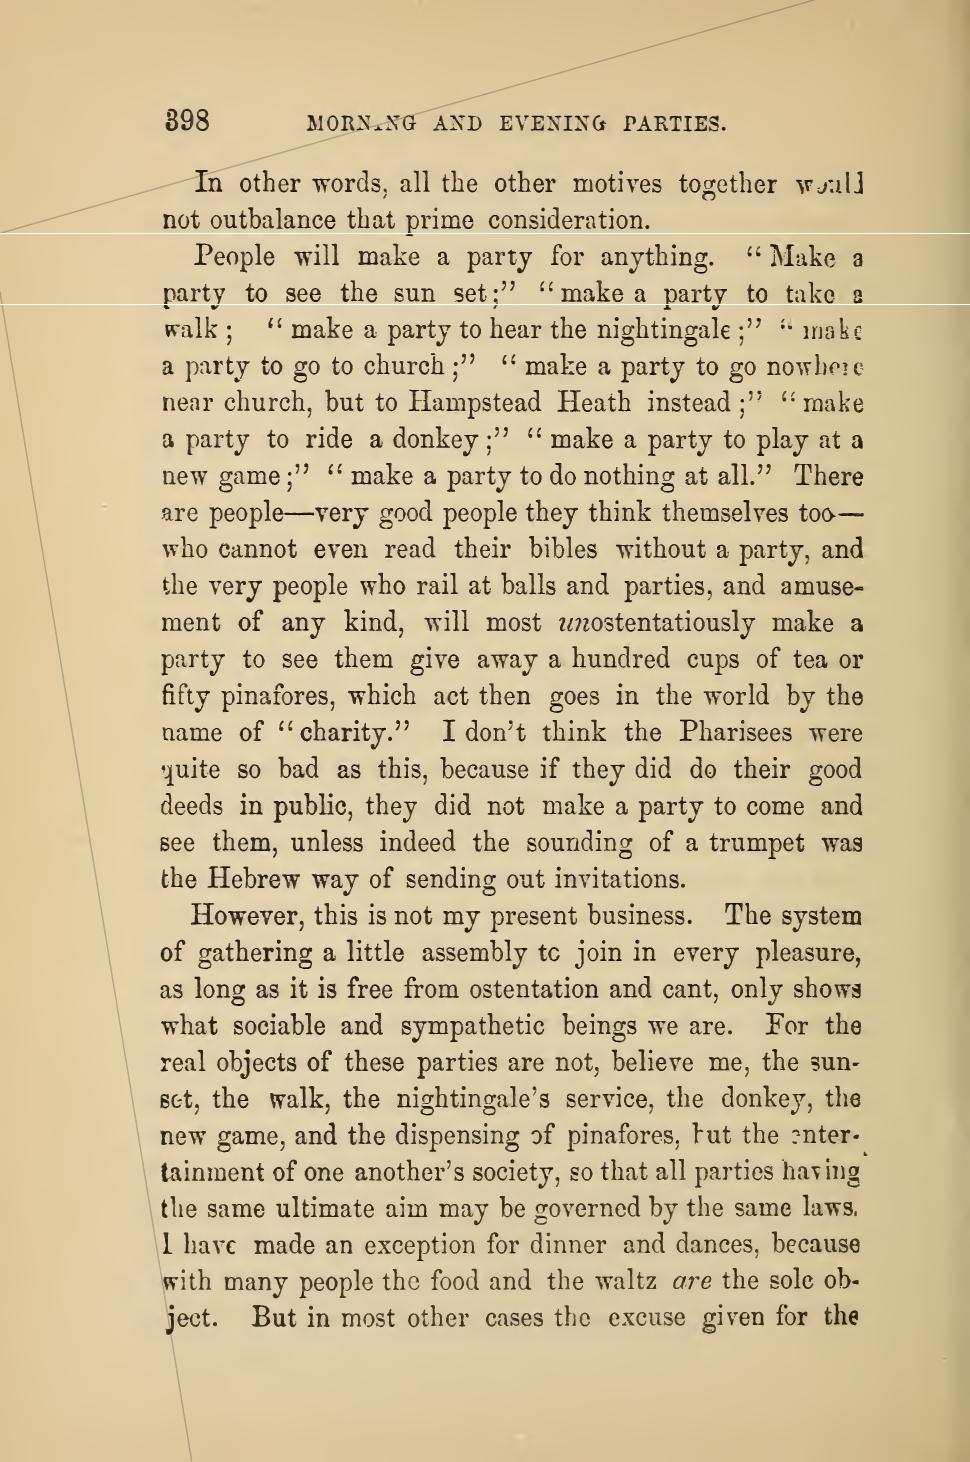 398 MORNING AND EVENING PARTIES.
In other words, all the other motives together would
not outbalance that prime consideration.
People will make a party for anything. “Make a
party to see the sun set;” “make a party to take a
walk; “make a party to hear the nightingale;” “make
a party to go to church;” “make a party to go nowhere
near church, but to Hampstead Heath instead;” “make
a party to ride a donkey;” “make a party to play at a
new game;” “make a party to do nothing at all.” There
are people—very good people they think themselves too—
who cannot even read their bibles without a party, and
the very people who rail at balls and parties, and amuse-
ment of any kind, will most unostentatiously make a
party to see them give away a hundred cups of tea or
fifty pinafores, which act then goes in the world by the
name of “charity.” I don’t think the Pharisees were
quite so bad as this, because if they did do their good
deeds in public, they did not make a party to come and
see them, unless indeed the sounding of a trumpet was
the Hebrew way of sending out invitations.
However, this is not my present business. The system
of gathering a little assembly to join in every pleasure,
as long as it is free from ostentation and cant, only shows
what sociable and sympathetic beings we are. For the
real objects of these parties are not, believe me, the sun-
set, the walk, the nightingale’s service, the donkey, the
new game, and the dispensing of pinafores, but the enter-
tainment of one another’s society, so that all parties having
the same ultimate aim may be governed by the same laws.
I have made an exception for dinner and dances, because
with many people the food and the waltz are the sole ob-
ject. But in most other cases the excuse given for the